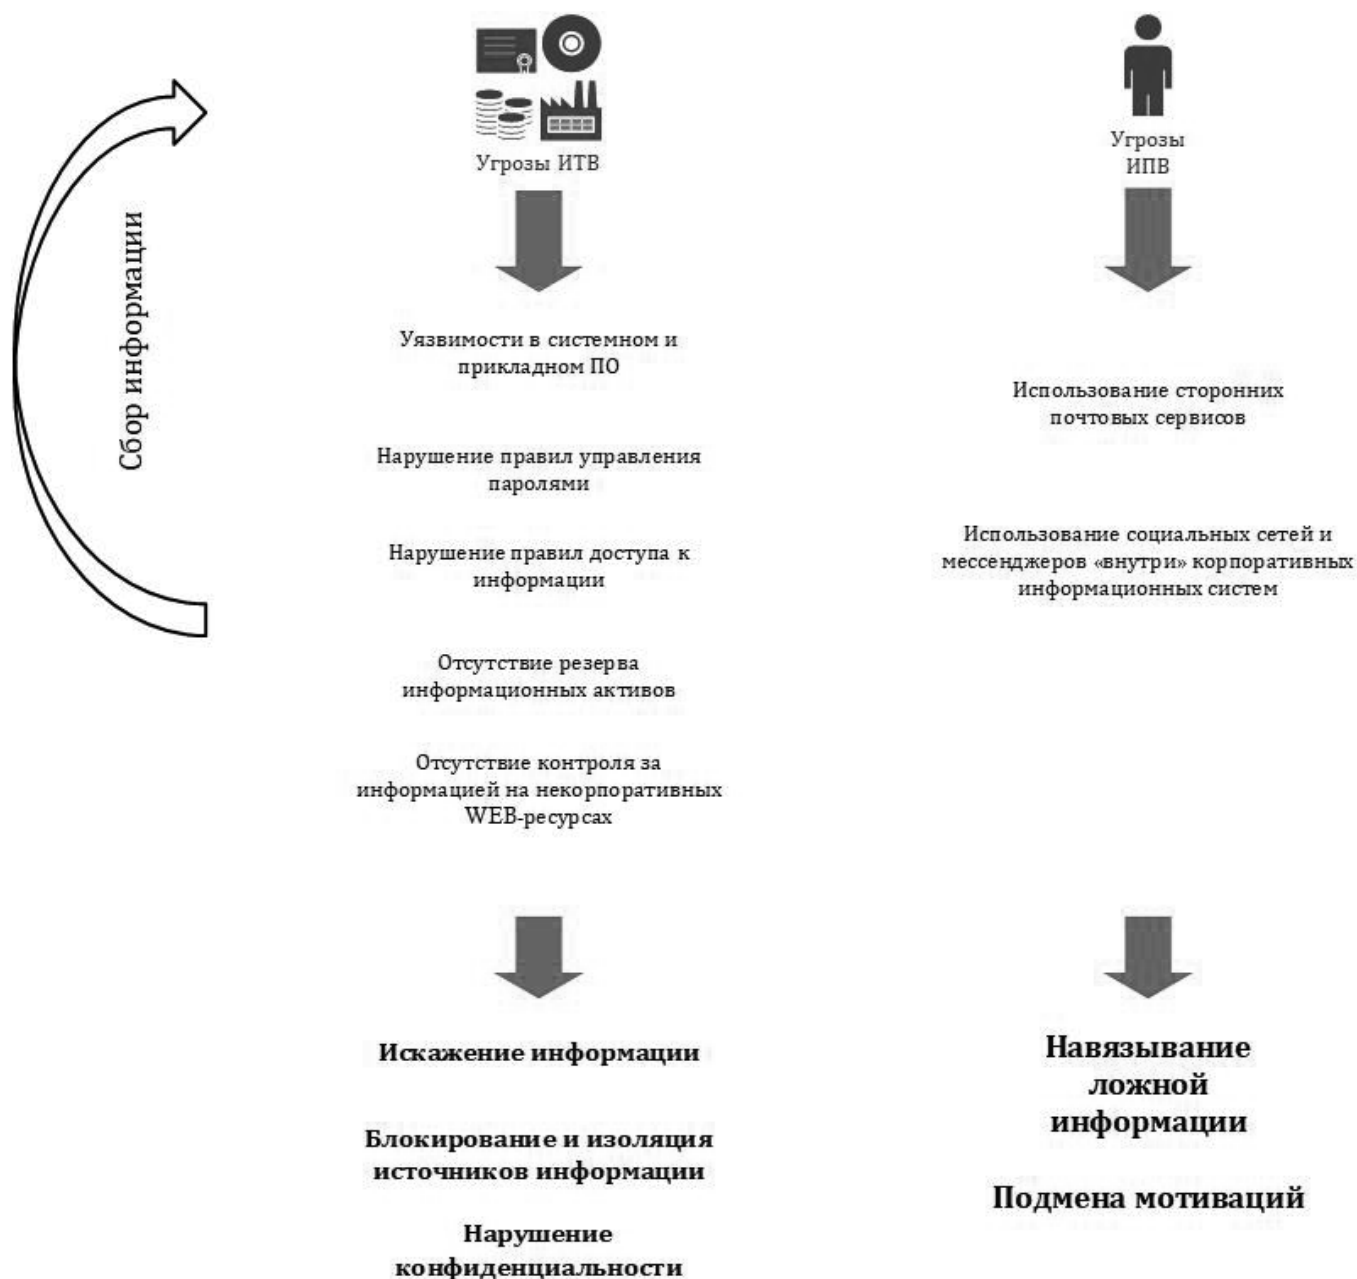 Сбор информации
Угрозы ИТВ
Уязвимости в системном и
прикладном ПО
Нарушение правил управления
паролями
Нарушение правил доступа к
информации
Отсутствие резерва
информационных активов
Отсутствие контроля за
информацией на некорпоративных
WEB-ресурсах
Искажение информации
Блокирование и изоляция
источников информации
Нарушение
конфиденциальности
Угрозы
ИПВ
Использование сторонних
почтовых сервисов
Использование социальных сетей и
мессенджеров «внутри» корпоративных
информационных систем
Навязывание
ложной
информации
Подмена мотиваций